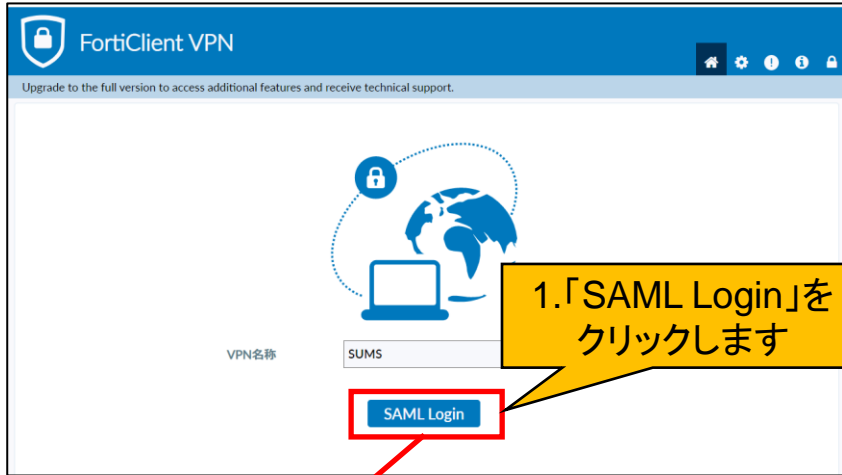 FortiClient VPN
Upgrade to the full version to access additional features and receive technical support.
1.「SAML Login」を
クリックします
VPN名称 SUMS
SAML Login